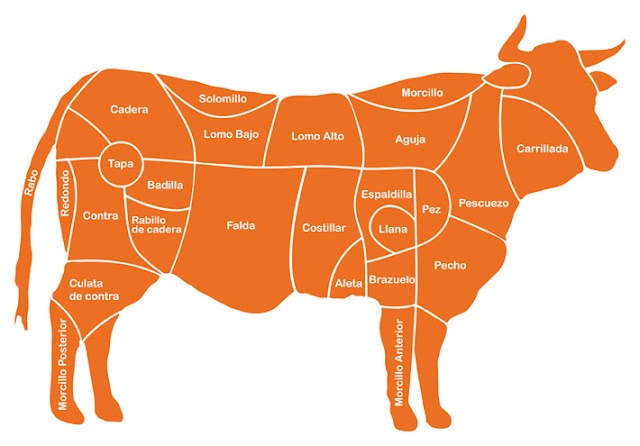 Solomillo
Morcillo
Cadera
Lomo Bajo
Lomo Alto
Aguja
Carrillada
Tapa
Rabo
Redondo
Badilla
Espaldilla
Pez
Pescuezo
Contra
Rabillo
de cadera
Falda
Costillar
Llana
Pecho
Culata
de contra
Aleta
Brazuelo
Morcillo Posterior
Morcillo Anterior